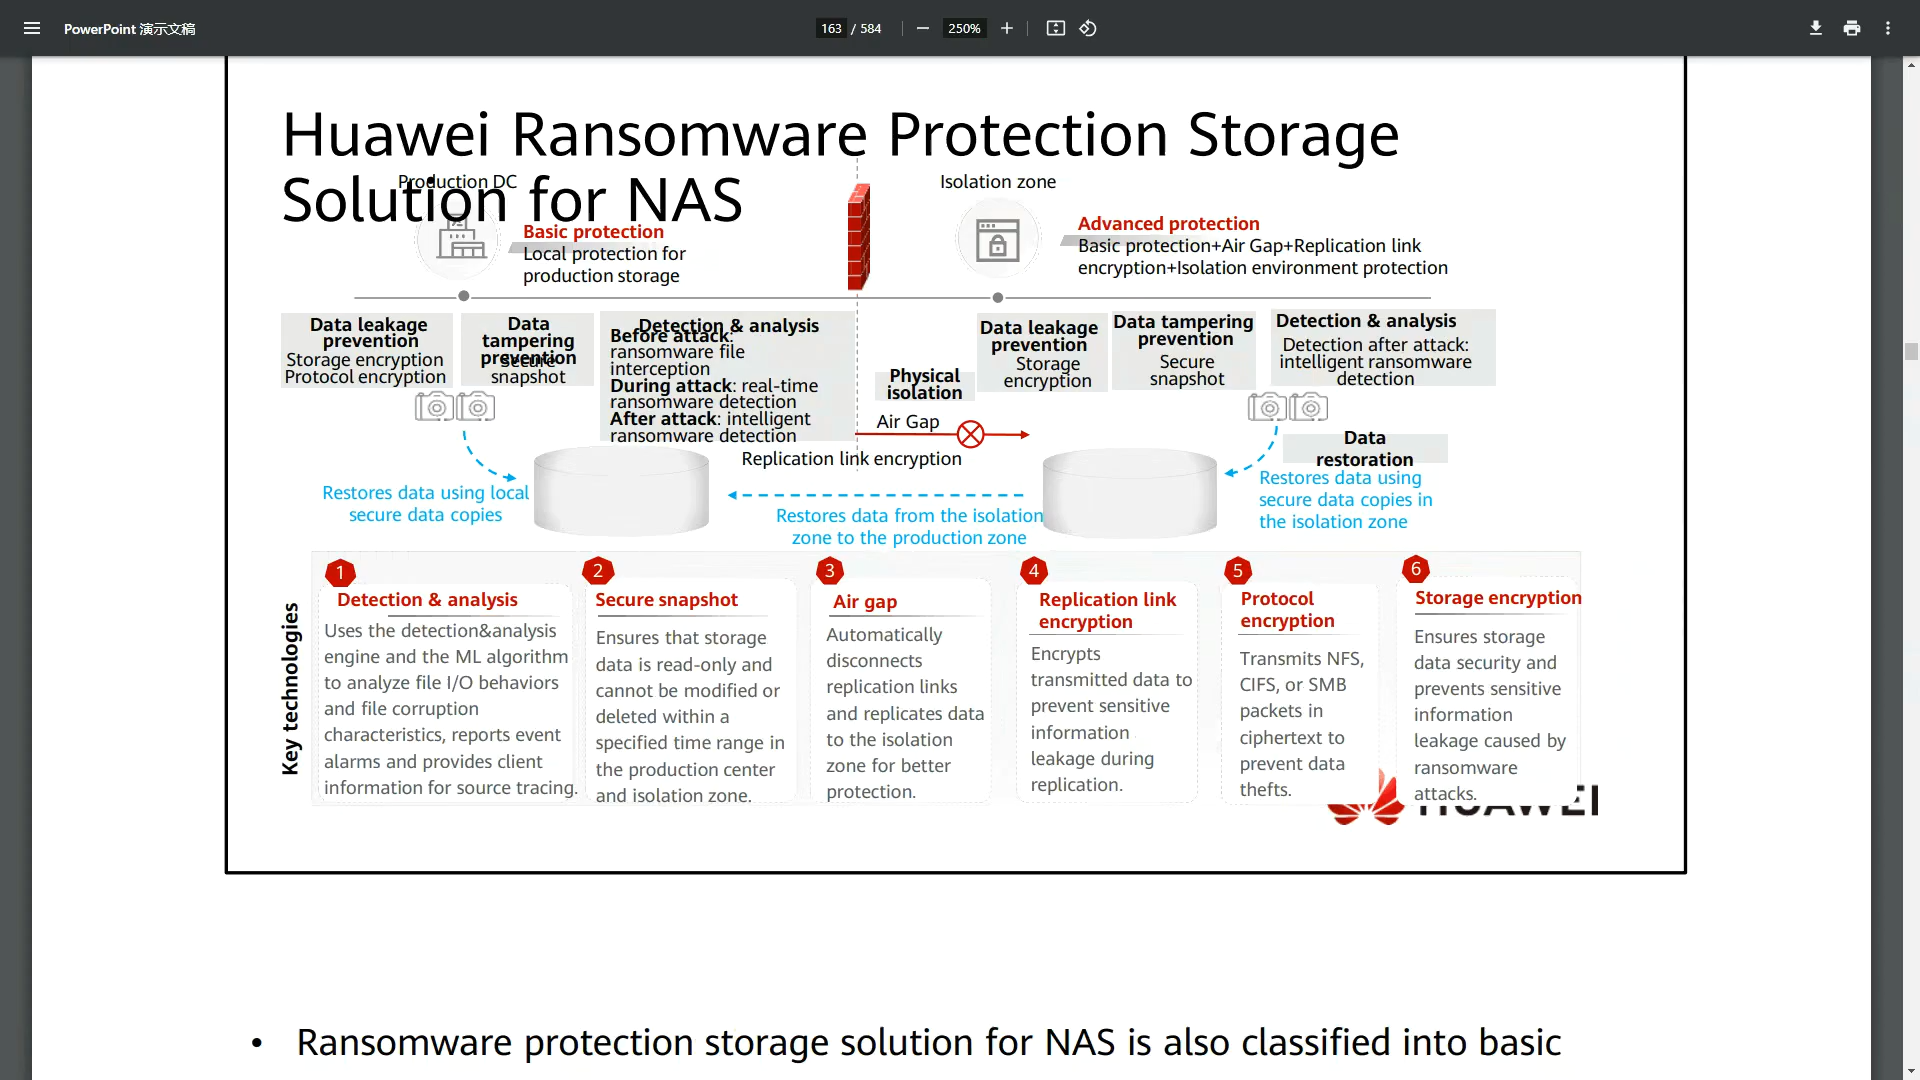 PowerPoint 演示文稿
163 / 584
250%
Huawei Ransomware Protection Storage
Solution for NAS
Production DC
Basic protection
Local protection for
production storage
Isolation zone
Advanced protection
Basic protection+Air Gap+Replication link
encryption+Isolation environment protection
Data leakage
prevention
Storage encryption
Protocol encryption
Data
tampering
prevention
Secure
snapshot
Detection & analysis
Before attack:
ransomware file
interception
During attack: real-time
ransomware detection
After attack: intelligent
ransomware detection
Physical
isolation
Air Gap
Replication link encryption
Data leakage
prevention
Storage
encryption
Data tampering
prevention
Secure
snapshot
Detection & analysis
Detection after attack:
intelligent ransomware
detection
Data
restoration
Restores data using local
secure data copies
Restores data from the isolation
zone to the production zone
Restores data using
secure data copies in
the isolation zone
Key technologies
1
Detection & analysis
Uses the detection&analysis
engine and the ML algorithm
to analyze file I/O behaviors
and file corruption
characteristics, reports event
alarms and provides client
information for source tracing.
2
Secure snapshot
Ensures that storage
data is read-only and
cannot be modified or
deleted within a
specified time range in
the production center
and isolation zone.
3
Air gap
Automatically
disconnects
replication links
and replicates data
to the isolation
zone for better
protection.
4
Replication link
encryption
Encrypts
transmitted data to
prevent sensitive
information
leakage during
replication.
5
Protocol
encryption
Transmits NFS,
CIFS, or SMB
packets in
ciphertext to
prevent data
thefts.
6
Storage encryption
Ensures storage
data security and
prevents sensitive
information
leakage caused by
ransomware
attacks.
HUAWEI
• Ransomware protection storage solution for NAS is also classified into basic